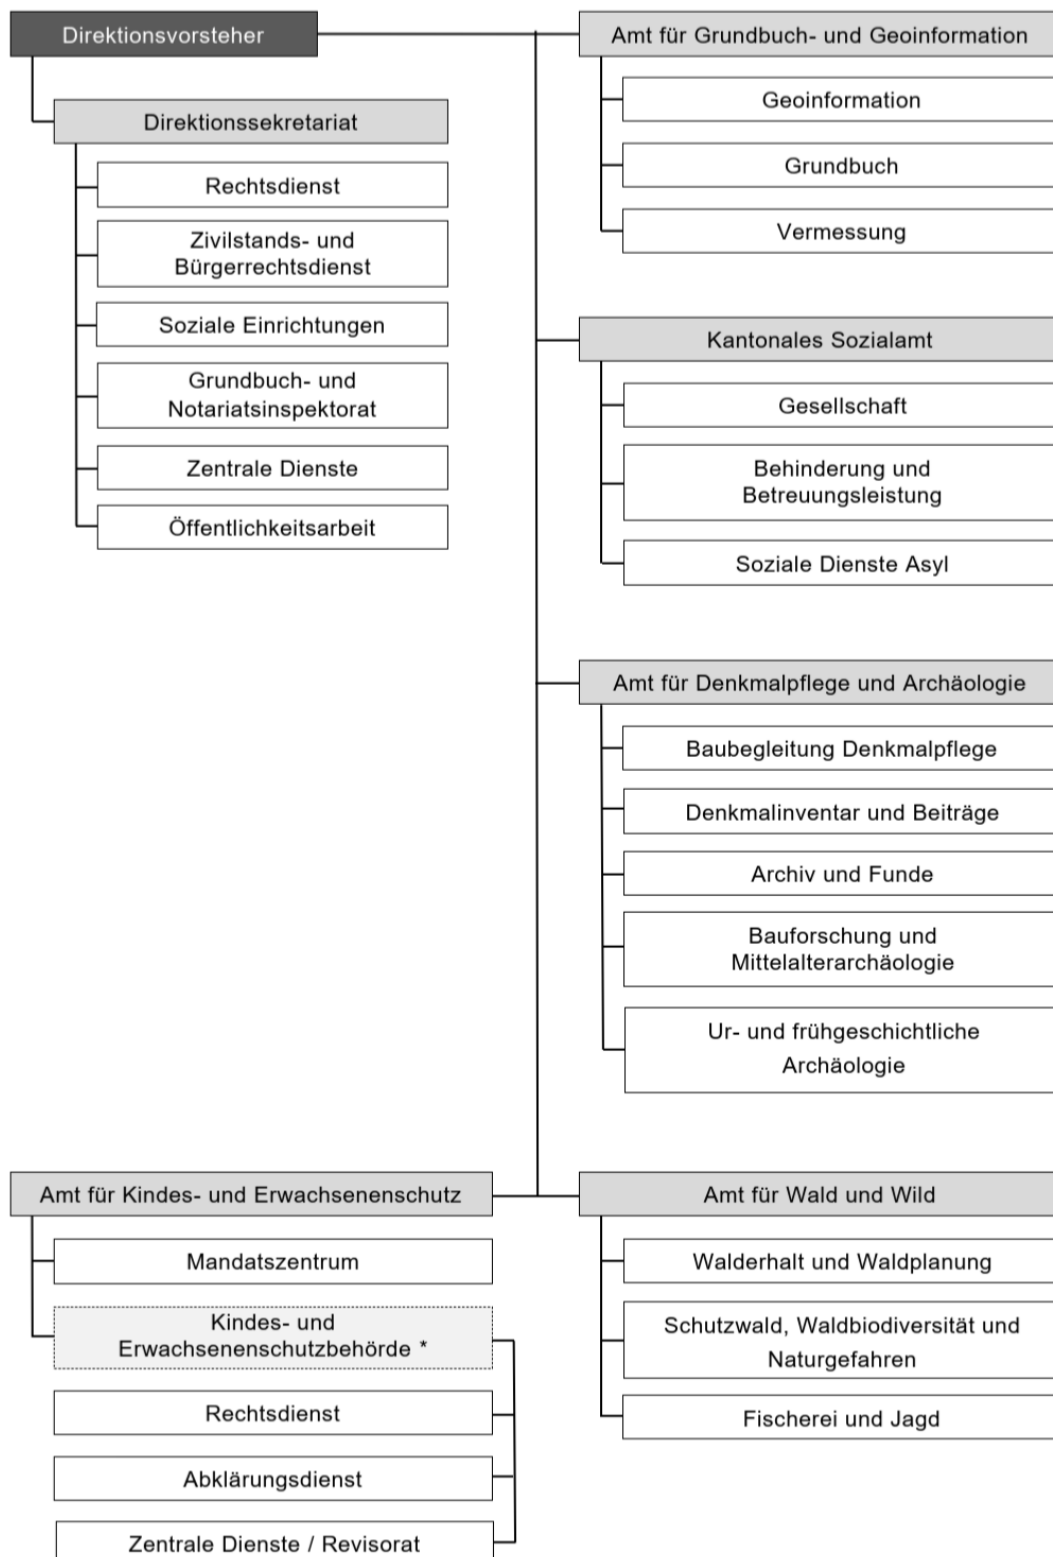 Direktionsvorsteher
Direktionssekretariat
Rechtsdienst
Zivilstands- und
Bürgerrechtsdienst
Soziale Einrichtungen
Grundbuch- und
Notariatsinspektorat
Zentrale Dienste
Öffentlichkeitsarbeit
Amt für Grundbuch- und Geoinformation
Geoinformation
Grundbuch
Vermessung
Kantonales Sozialamt
Gesellschaft
Behinderung und
Betreuungsleistung
Soziale Dienste Asyl
Amt für Denkmalpflege und Archäologie
Baubegleitung Denkmalpflege
Denkmalinventar und Beiträge
Archiv und Funde
Bauforschung und
Mittelalterarchäologie
Ur- und frühgeschichtliche
Archäologie
Amt für Kindes- und Erwachsenenschutz
Mandatszentrum
Kindes- und
Erwachsenenschutzbehörde *
Rechtsdienst
Abklärungsdienst
Zentrale Dienste / Revisorat
Amt für Wald und Wild
Walderhalt und Waldplanung
Schutzwald, Waldbiodiversität und
Naturgefahren
Fischerei und Jagd